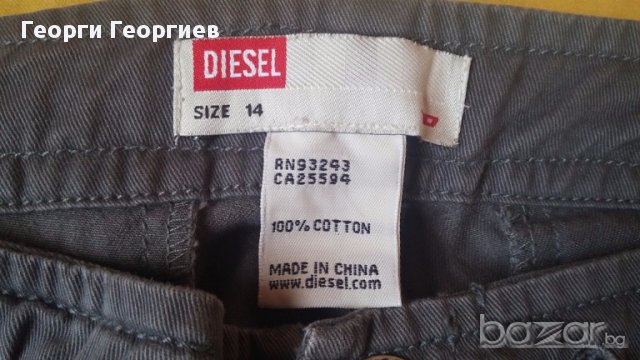 Георги Георгиев
DIESEL
SIZE 14
RN93243
CA25594
100% COTTON
MADE IN CHINA
www.diesel.com
bazar.bg